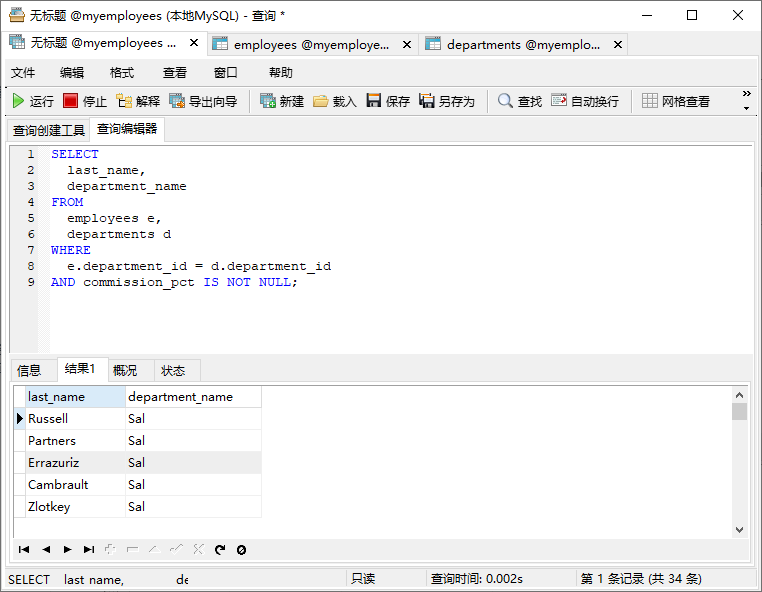 无标题 @myemployees (本地MySQL) - 查询 *
无标题 @myemployees ... employees @myemploye... departments @myemplo...
文件 编辑 格式 查看 窗口 帮助
运行 停止 解释 导出向导 新建 载入 保存 另存为 查找 自动换行 网格查看
查询创建工具 查询编辑器
1 SELECT
2 last_name,
3 department_name
4 FROM
5 employees e,
6 departments d
7 WHERE
8 e.department_id = d.department_id
9 AND commission_pct IS NOT NULL;
信息 结果1 概况 状态
last_name department_name
Russell Sal
Partners Sal
Errazuriz Sal
Cambrault Sal
Zlotkey Sal
SELECT last_name, de 只读 查询时间: 0.002s 第 1 条记录 (共 34 条)